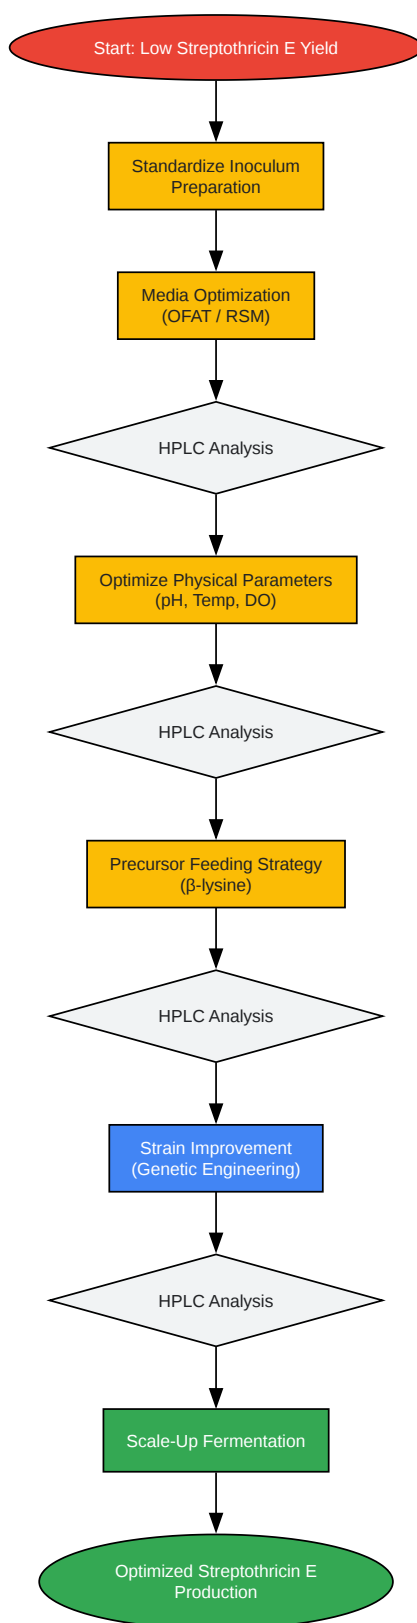 Start: Low Streptothricin E Yield
Standardize Inoculum
Preparation
Media Optimization
(OFAT / RSM)
HPLC Analysis
Optimize Physical Parameters
(pH, Temp, DO)
HPLC Analysis
Precursor Feeding Strategy
(β-lysine)
HPLC Analysis
Strain Improvement
(Genetic Engineering)
HPLC Analysis
Scale-Up Fermentation
Optimized Streptothricin E
Production